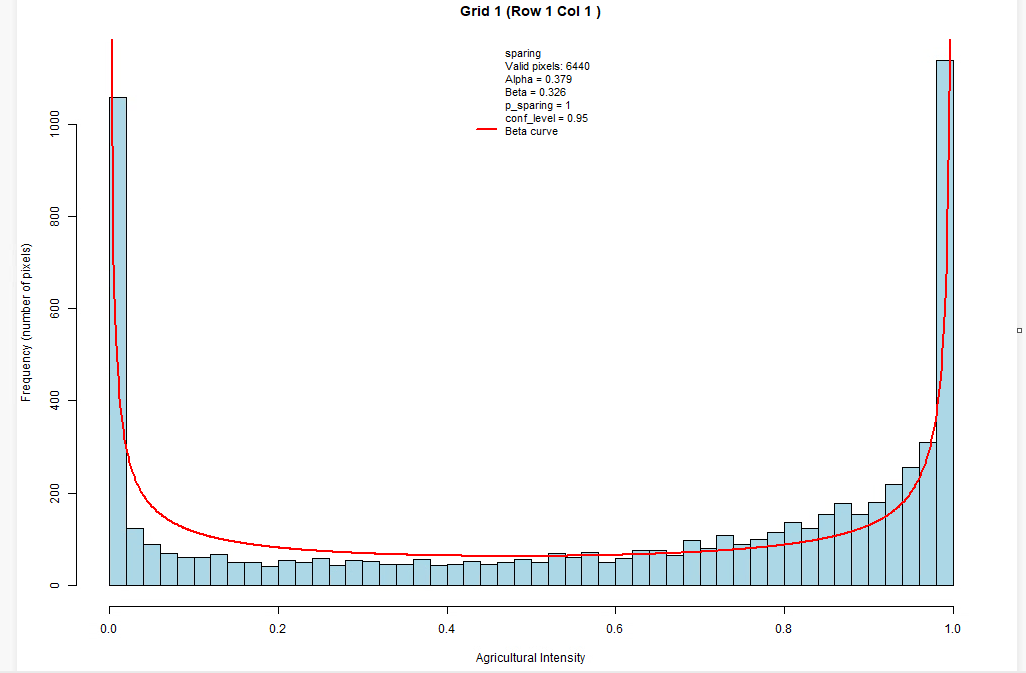 Grid 1 (Row 1 Col 1 )
sparing
Valid pixels: 6440
Alpha = 0.379
Beta = 0.326
p_sparing = 1
conf_level = 0.95
Beta curve
Frequency (number of pixels)
1000
800
600
400
200
0
0.0 0.2 0.4 0.6 0.8 1.0
Agricultural Intensity